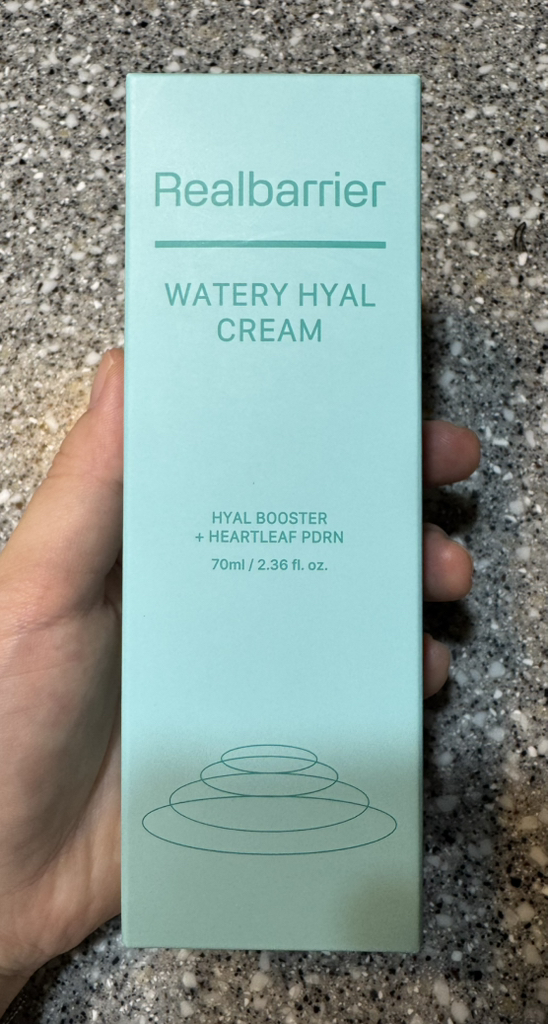 Realbarrier
WATERY HYAL
CREAM
HYAL BOOSTER
+ HEARTLEAF PDRN
70ml / 2.36 fl. oz.